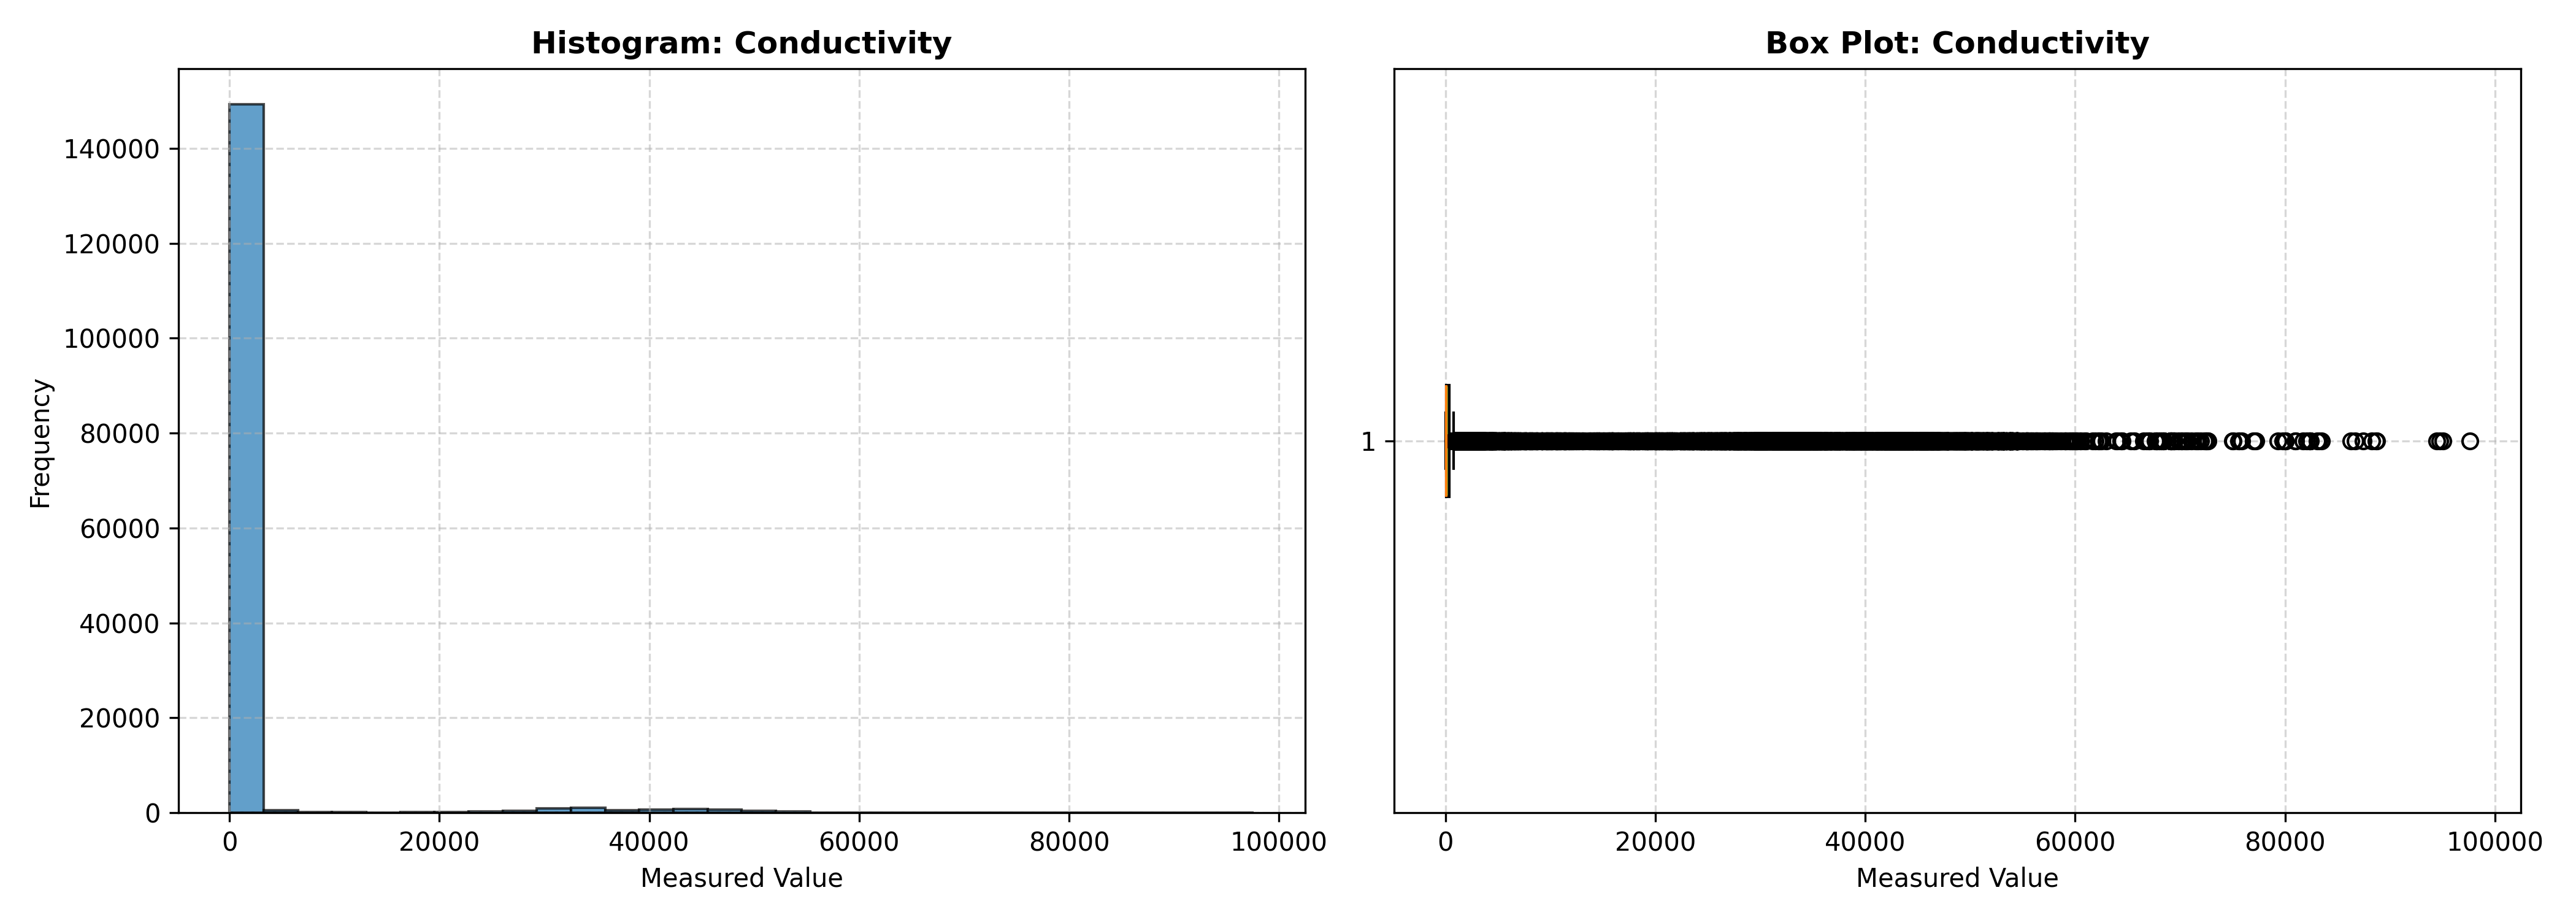 Histogram: Conductivity
140000
120000
100000
80000
60000
40000
20000
0
Frequency
0 20000 40000 60000 80000 100000
Measured Value
Box Plot: Conductivity
1
0 20000 40000 60000 80000 100000
Measured Value